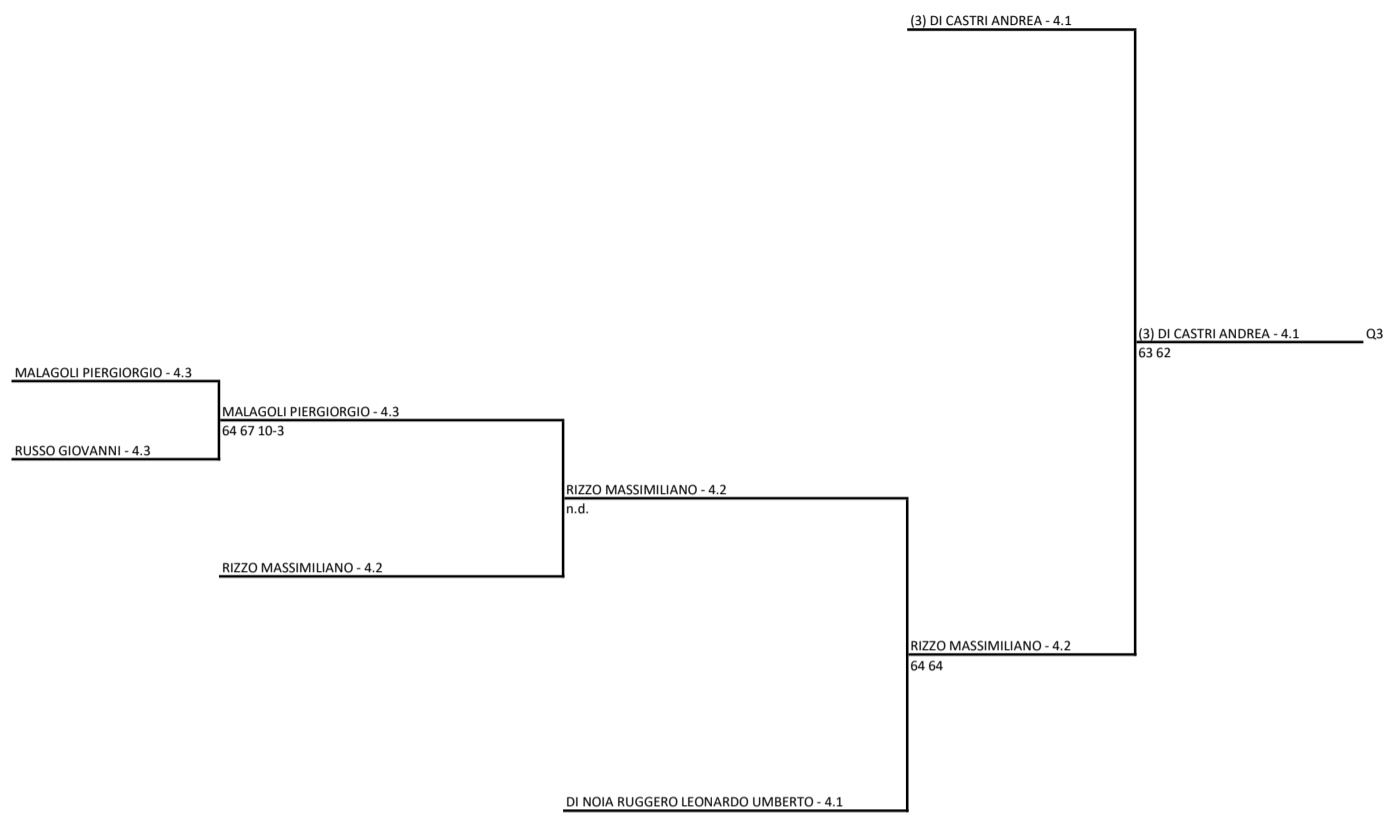 (3) DI CASTRI ANDREA - 4.1
(3) DI CASTRI ANDREA - 4.1
Q3
63 62
MALAGOLI PIERGIORGIO - 4.3
MALAGOLI PIERGIORGIO - 4.3
64 67 10-3
RUSSO GIOVANNI - 4.3
RIZZO MASSIMILIANO - 4.2
n.d.
RIZZO MASSIMILIANO - 4.2
RIZZO MASSIMILIANO - 4.2
64 64
DI NOIA RUGGERO LEONARDO UMBERTO - 4.1